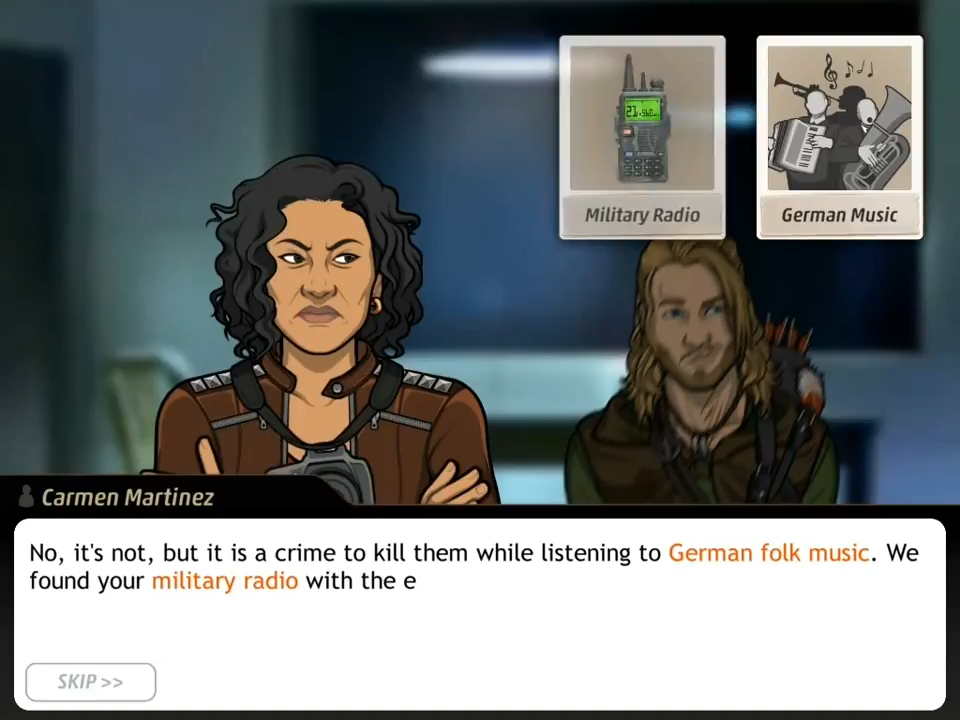 Military Radio
German Music
Carmen Martinez
No, it's not, but it is a crime to kill them while listening to German folk music. We
found your military radio with the e
SKIP >>